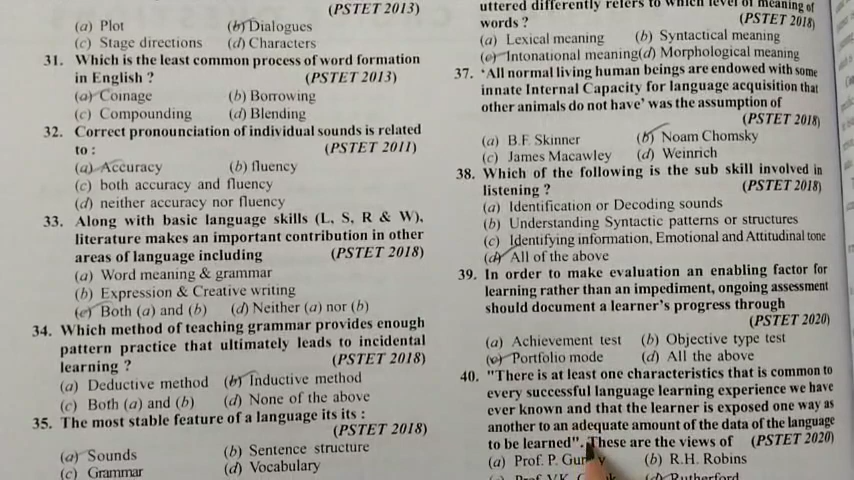 (PSTET 2013)
(a) Plot (b) Dialogues
(c) Stage directions (d) Characters
31. Which is the least common process of word formation
in English ? (PSTET 2013)
(a) Coinage (b) Borrowing
(c) Compounding (d) Blending
32. Correct pronounciation of individual sounds is related
to : (PSTET 2011)
(a) Accuracy (b) fluency
(c) both accuracy and fluency
(d) neither accuracy nor fluency
33. Along with basic language skills (L, S, R & W),
literature makes an important contribution in other
areas of language including (PSTET 2018)
(a) Word meaning & grammar
(b) Expression & Creative writing
(c) Both (a) and (b) (d) Neither (a) nor (b)
34. Which method of teaching grammar provides enough
pattern practice that ultimately leads to incidental
learning ? (PSTET 2018)
(a) Deductive method (b) Inductive method
(c) Both (a) and (b) (d) None of the above
35. The most stable feature of a language its its :
(PSTET 2018)
(a) Sounds (b) Sentence structure
(c) Grammar (d) Vocabulary
uttered differently refers to which level of meaning of
words ? (PSTET 2018)
(a) Lexical meaning (b) Syntactical meaning
(c) Intonational meaning (d) Morphological meaning
37. 'All normal living human beings are endowed with some
innate Internal Capacity for language acquisition that
other animals do not have' was the assumption of
(PSTET 2018)
(a) B.F. Skinner (b) Noam Chomsky
(c) James Macawley (d) Weinrich
38. Which of the following is the sub skill involved in
listening ? (PSTET 2018)
(a) Identification or Decoding sounds
(b) Understanding Syntactic patterns or structures
(c) Identifying information, Emotional and Attitudinal tone
(d) All of the above
39. In order to make evaluation an enabling factor for
learning rather than an impediment, ongoing assessment
should document a learner's progress through
(PSTET 2020)
(a) Achievement test (b) Objective type test
(c) Portfolio mode (d) All the above
40. "There is at least one characteristics that is common to
every successful language learning experience we have
ever known and that the learner is exposed one way as
another to an adequate amount of the data of the language
to be learned". These are the views of (PSTET 2020)
(a) Prof. P. (b) R.H. Robins
(d) Rutherford